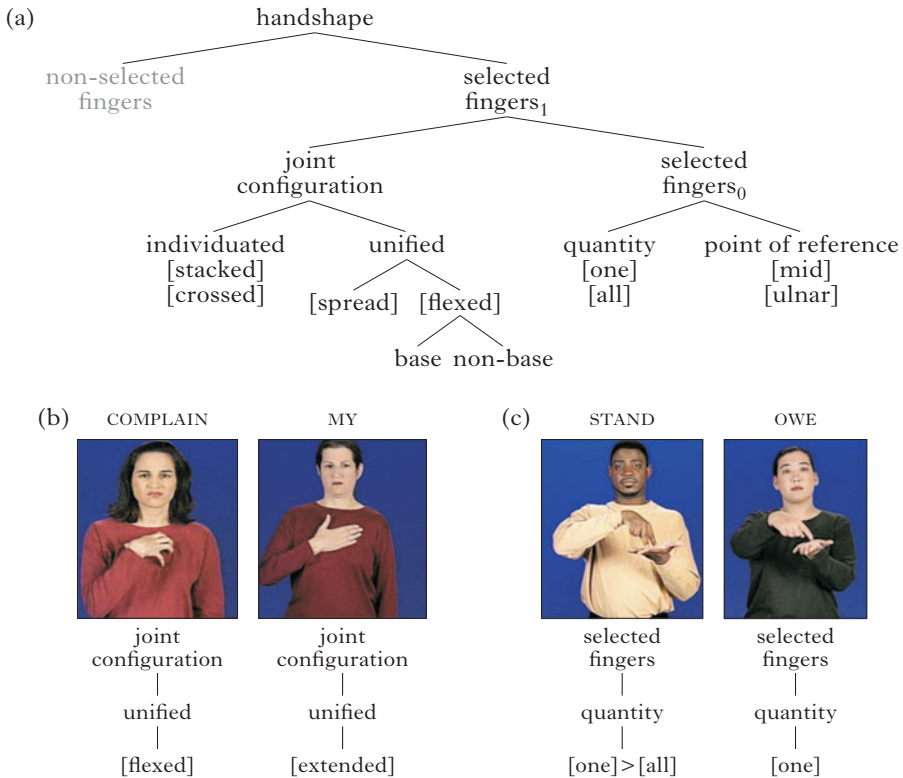 (a)
handshape
non-selected
fingers
selected
fingers₁
joint
configuration
selected
fingers₀
individuated
[stacked]
[crossed]
unified
quantity
[one]
[all]
point of reference
[mid]
[ulnar]
[spread] [flexed]
base non-base
(b)
COMPLAIN
MY
(c)
STAND
OWE
joint
configuration
unified
[flexed]
joint
configuration
unified
[extended]
selected
fingers
quantity
[one]>[all]
selected
fingers
quantity
[one]